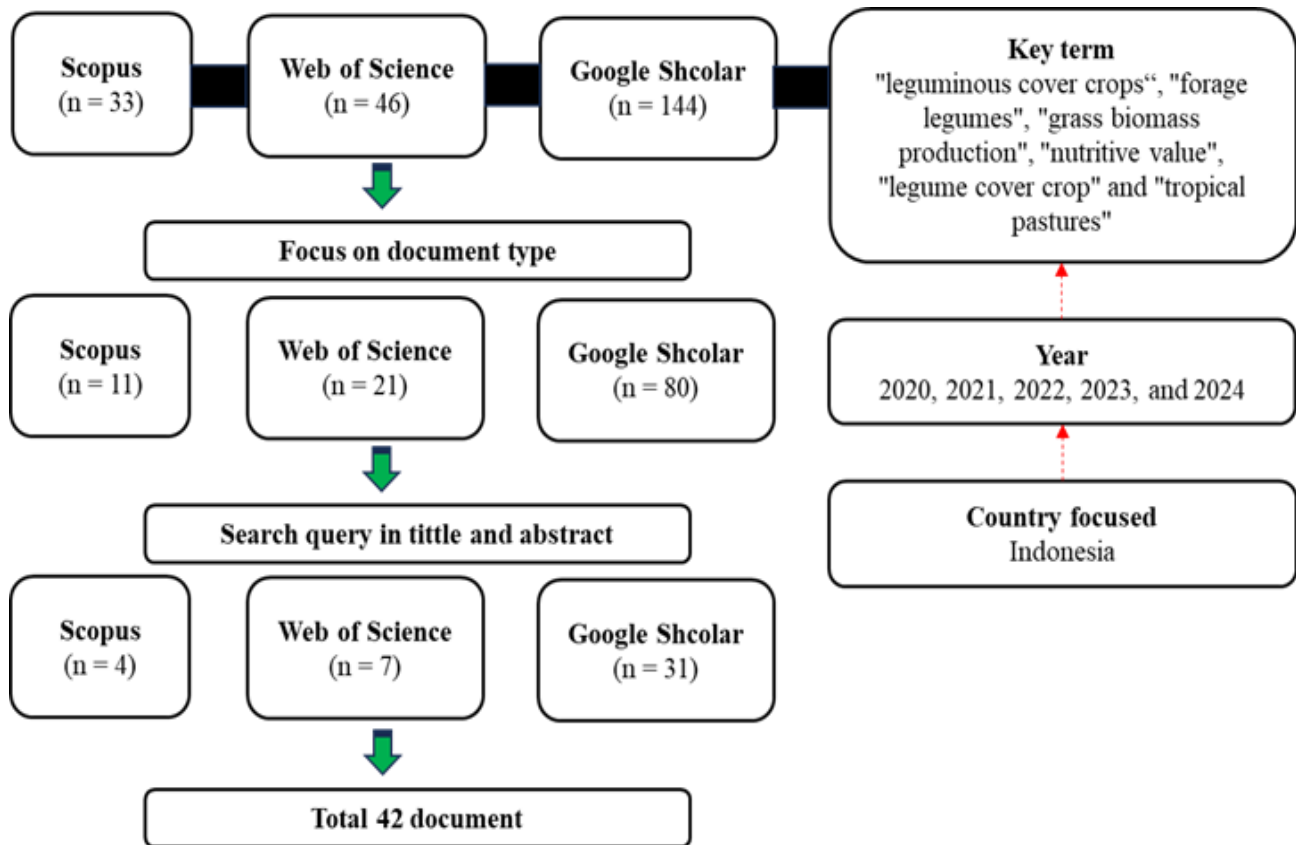 Scopus
(n = 33)
Web of Science
(n = 46)
Google Shcolar
(n = 144)
Key term
"leguminous cover crops“, "forage
legumes", "grass biomass
production", "nutritive value",
"legume cover crop" and "tropical
pastures"
Focus on document type
Scopus
(n = 11)
Web of Science
(n = 21)
Google Shcolar
(n = 80)
Year
2020, 2021, 2022, 2023, and 2024
Search query in tittle and abstract
Country focused
Indonesia
Scopus
(n = 4)
Web of Science
(n = 7)
Google Shcolar
(n = 31)
Total 42 document